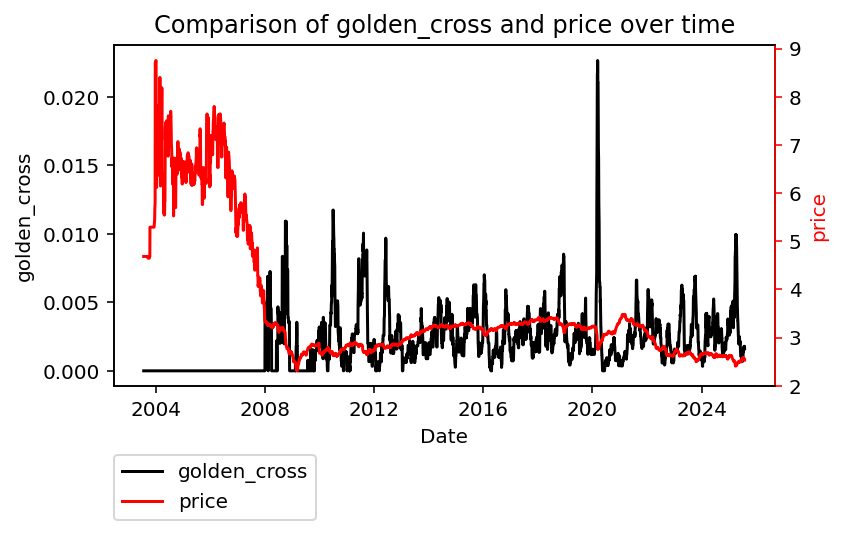 Comparison of golden_cross and price over time
golden_cross
0.020
0.015
0.010
0.005
0.000
9
8
7
6
5
4
3
2
price
2004 2008 2012 2016 2020 2024
Date
golden_cross
price